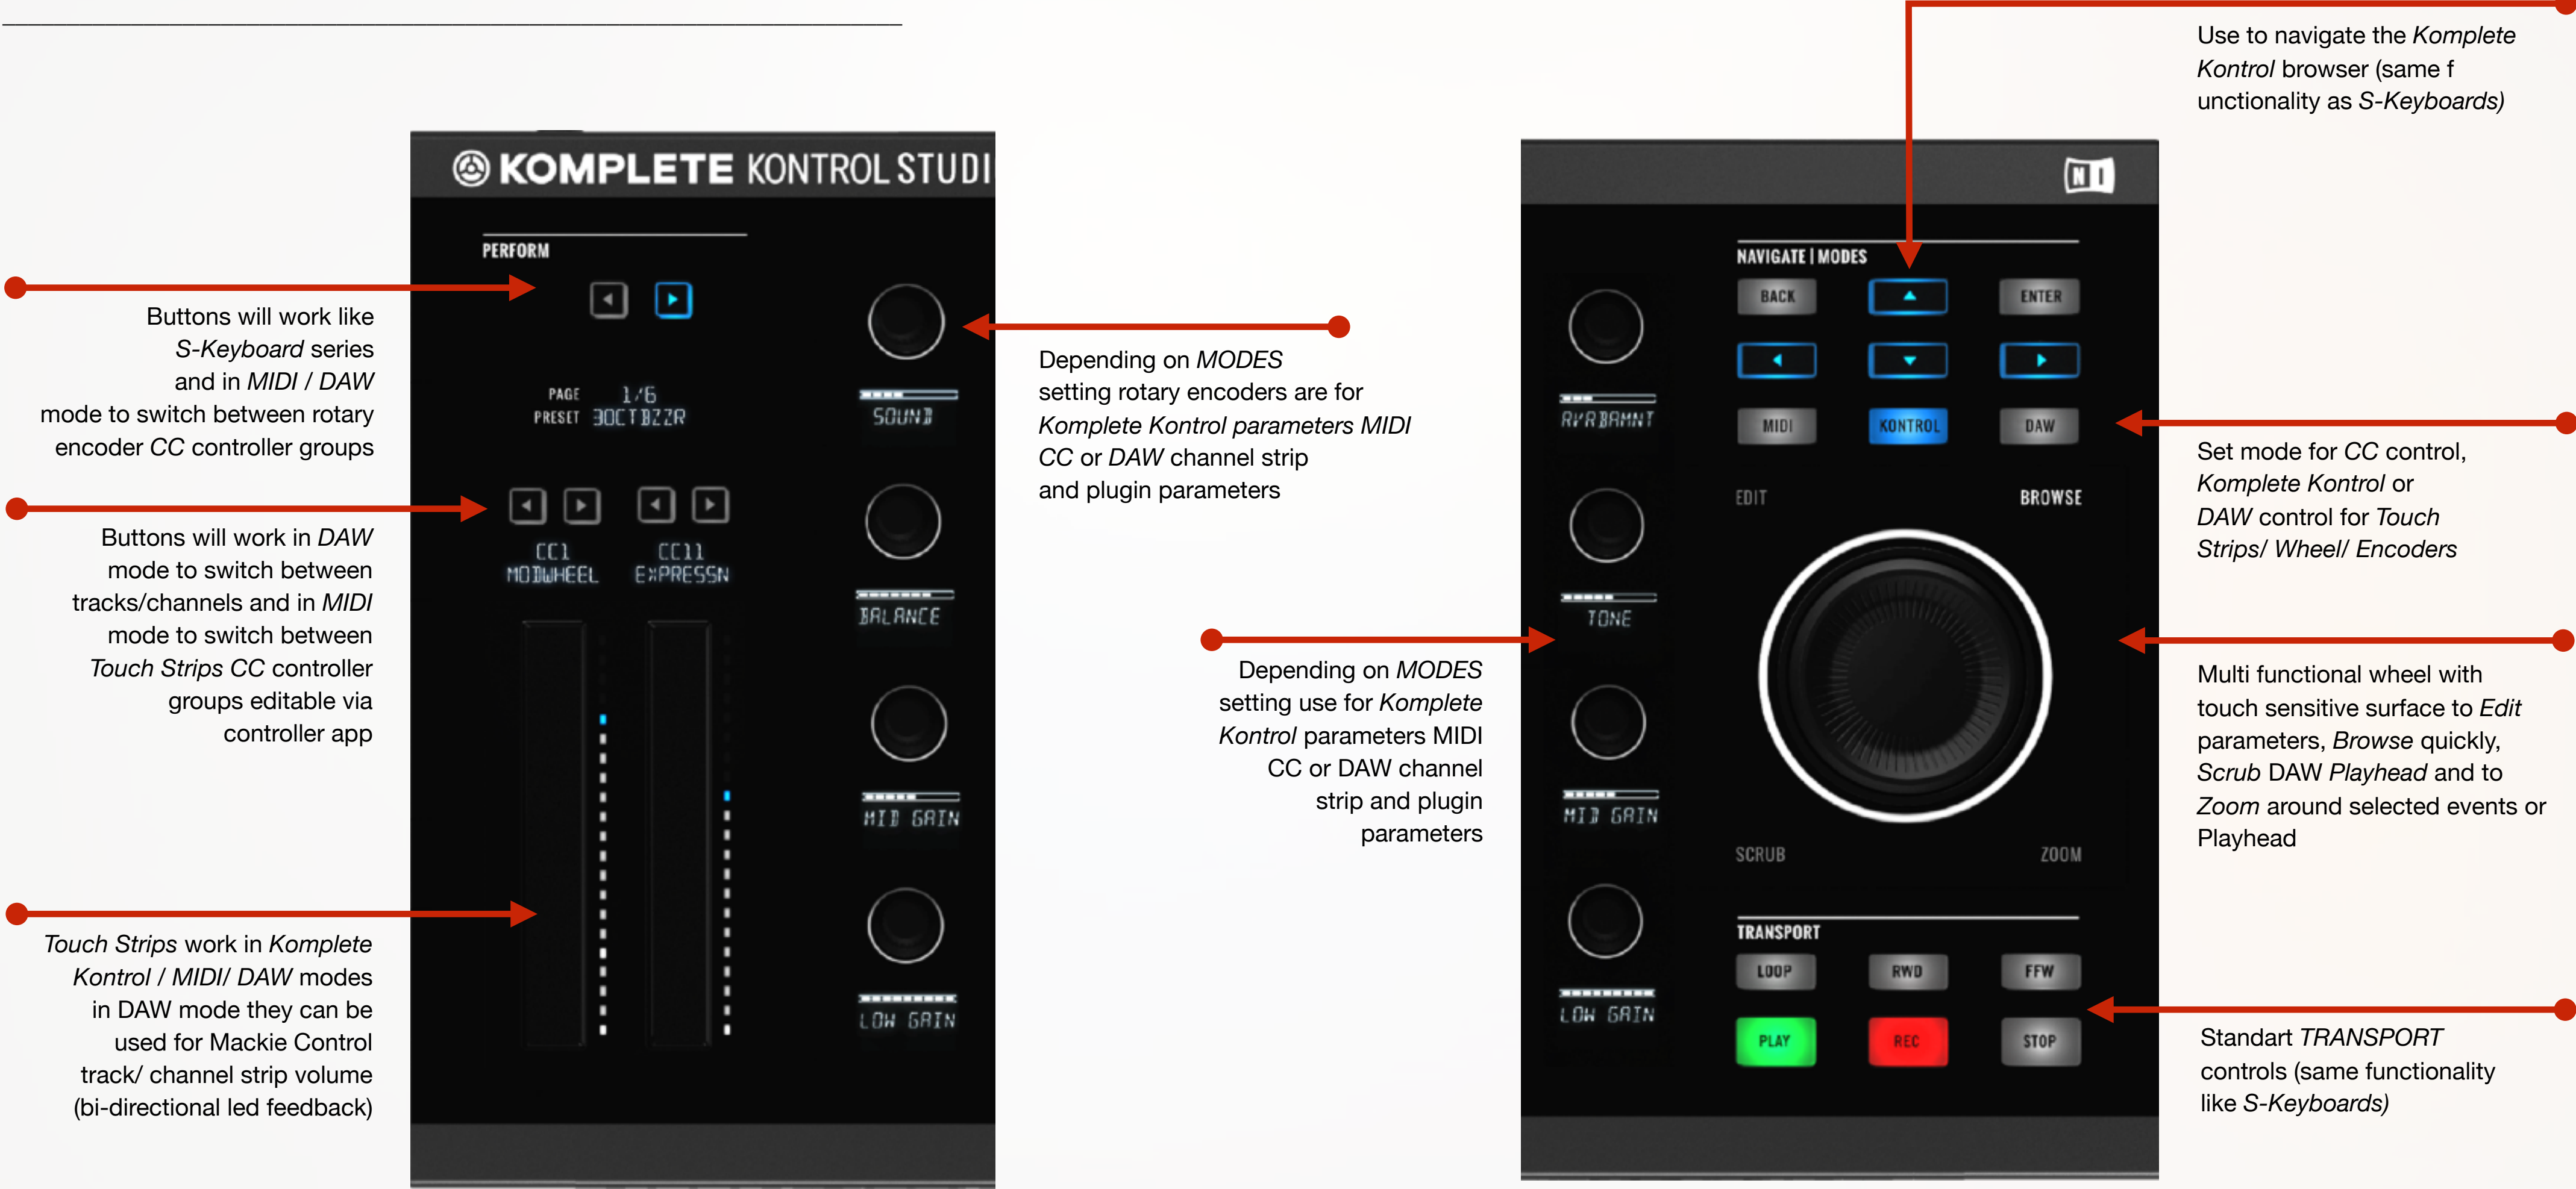 KOMPLETE KONTROL STUDI
PERFORM
PAGE 1/6
PRESET 3OCTBZZR
CC1 CC11
MODWHEEL EXPRESSN
SOUND
BALANCE
MID GAIN
LOW GAIN
Buttons will work like
S-Keyboard series
and in MIDI / DAW
mode to switch between rotary
encoder CC controller groups
Buttons will work in DAW
mode to switch between
tracks/channels and in MIDI
mode to switch between
Touch Strips CC controller
groups editable via
controller app
Touch Strips work in Komplete
Kontrol / MIDI/ DAW modes
in DAW mode they can be
used for Mackie Control
track/ channel strip volume
(bi-directional led feedback)
Depending on MODES
setting rotary encoders are for
Komplete Kontrol parameters MIDI
CC or DAW channel strip
and plugin parameters
Depending on MODES
setting use for Komplete
Kontrol parameters MIDI
CC or DAW channel
strip and plugin
parameters
NI
NAVIGATE | MODES
BACK ENTER
MIDI KONTROL DAW
EDIT BROWSE
SCRUB ZOOM
RVRBAMNT
TONE
MID GAIN
LOW GAIN
TRANSPORT
LOOP RWD FFW
PLAY REC STOP
Use to navigate the Komplete
Kontrol browser (same f
unctionality as S-Keyboards)
Set mode for CC control,
Komplete Kontrol or
DAW control for Touch
Strips/ Wheel/ Encoders
Multi functional wheel with
touch sensitive surface to Edit
parameters, Browse quickly,
Scrub DAW Playhead and to
Zoom around selected events or
Playhead
Standart TRANSPORT
controls (same functionality
like S-Keyboards)